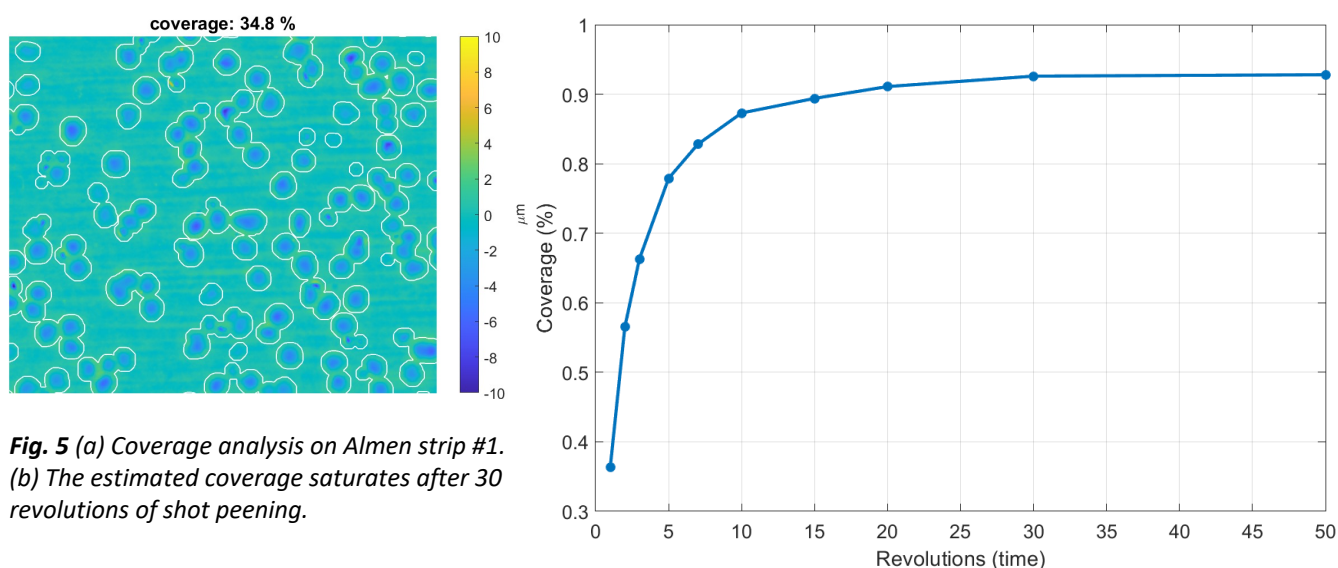 coverage: 34.8 %
10
8
6
4
2
0
-2
-4
-6
-8
-10
μm
Fig. 5 (a) Coverage analysis on Almen strip #1.
(b) The estimated coverage saturates after 30
revolutions of shot peening.
1
0.9
0.8
0.7
0.6
0.5
0.4
0.3
Coverage (%)
0 5 10 15 20 25 30 35 40 45 50
Revolutions (time)